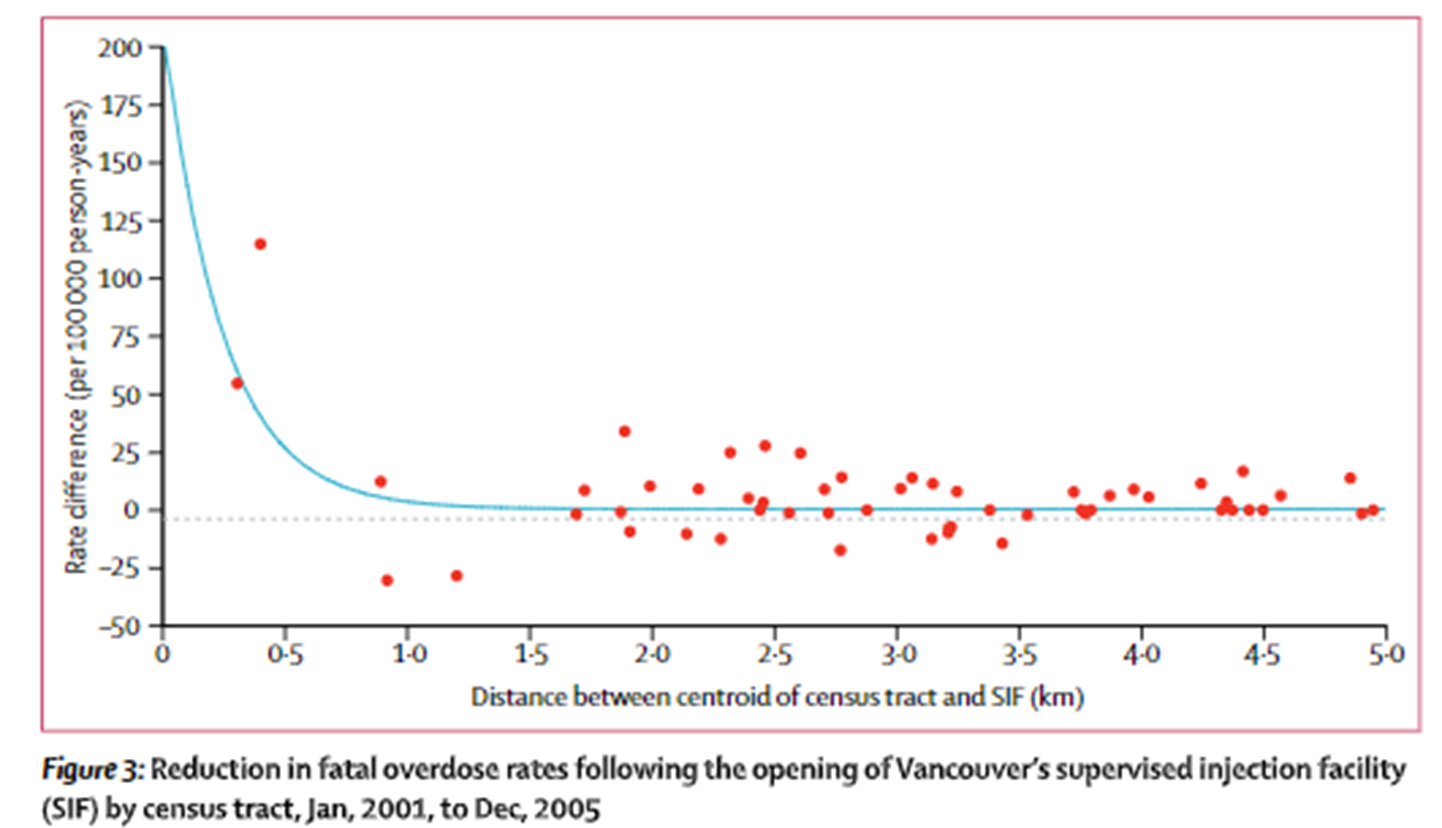 200
175
150
125
100
75
50
25
0
–25
–50
Rate difference (per 100 000 person-years)
0 0·5 1·0 1·5 2·0 2·5 3·0 3·5 4·0 4·5 5·0
Distance between centroid of census tract and SIF (km)
Figure 3: Reduction in fatal overdose rates following the opening of Vancouver’s supervised injection facility
(SIF) by census tract, Jan, 2001, to Dec, 2005